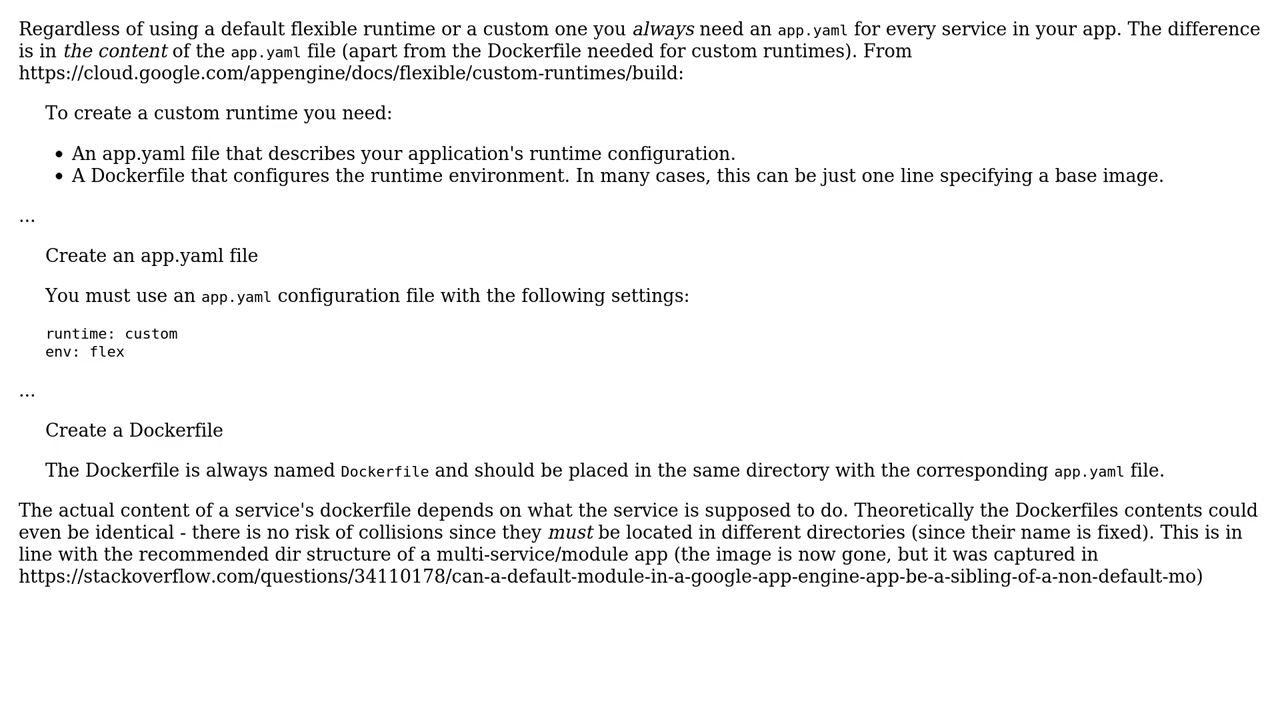 Regardless of using a default flexible runtime or a custom one you always need an app.yaml for every service in your app. The difference
is in the content of the app.yaml file (apart from the Dockerfile needed for custom runtimes). From
https://cloud.google.com/appengine/docs/flexible/custom-runtimes/build:
To create a custom runtime you need:
• An app.yaml file that describes your application's runtime configuration.
• A Dockerfile that configures the runtime environment. In many cases, this can be just one line specifying a base image.
...
Create an app.yaml file
You must use an app.yaml configuration file with the following settings:
runtime: custom
env: flex
...
Create a Dockerfile
The Dockerfile is always named Dockerfile and should be placed in the same directory with the corresponding app.yaml file.
The actual content of a service's dockerfile depends on what the service is supposed to do. Theoretically the Dockerfiles contents could
even be identical - there is no risk of collisions since they must be located in different directories (since their name is fixed). This is in
line with the recommended dir structure of a multi-service/module app (the image is now gone, but it was captured in
https://stackoverflow.com/questions/34110178/can-a-default-module-in-a-google-app-engine-app-be-a-sibling-of-a-non-default-mo)